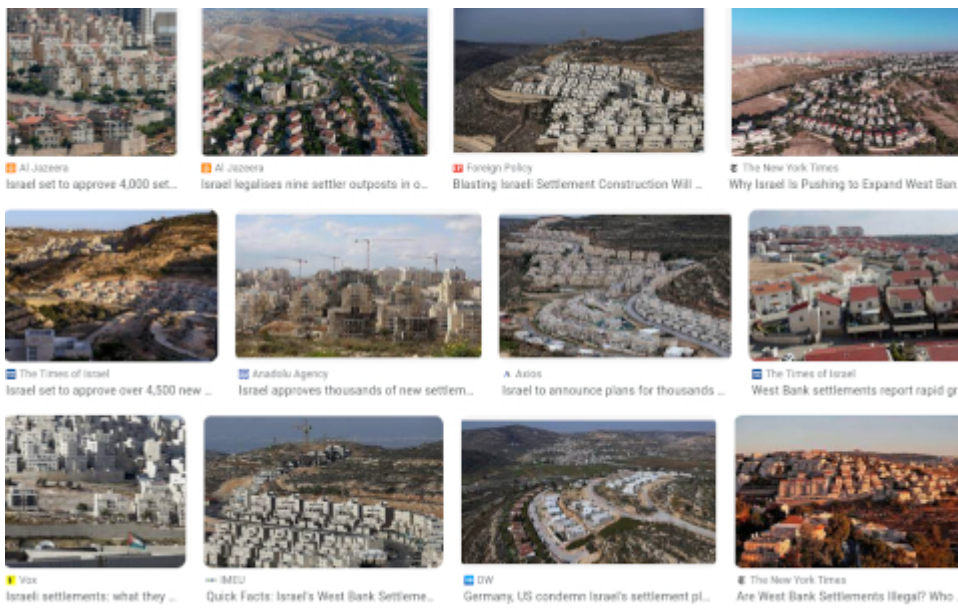 Al Jazeera
Israel set to approve 4,000 set...
Al Jazeera
Israel legalises nine settler outposts in o...
Foreign Policy
Blasting Israeli Settlement Construction Will ...
The New York Times
Why Israel Is Pushing to Expand West Ban
The Times of Israel
Israel set to approve over 4,500 new ...
Anadolu Agency
Israel approves thousands of new settlem...
Axios
Israel to announce plans for thousands ...
The Times of Israel
West Bank settlements report rapid gr
Vox
Israeli settlements: what they ...
IMEU
Quick Facts: Israel's West Bank Settleme...
DW
Germany, US condemn Israel's settlement pl...
The New York Times
Are West Bank Settlements Illegal? Who